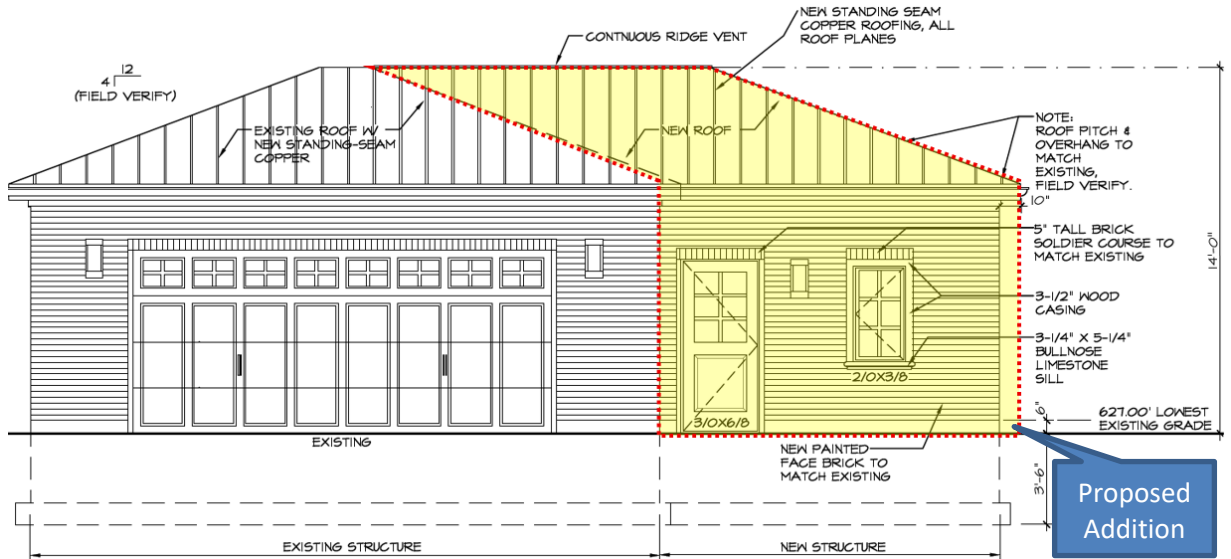 NEW STANDING SEAM
COPPER ROOFING, ALL
ROOF PLANES
CONTNUOUS RIDGE VENT
12
4
(FIELD VERIFY)
EXISTING ROOF W/
NEW STANDING-SEAM
COPPER
NEW ROOF
NOTE:
ROOF PITCH &
OVERHANG TO
MATCH
EXISTING,
FIELD VERIFY.
10"
5" TALL BRICK
SOLDIER COURSE TO
MATCH EXISTING
14'-0"
3-1/2" WOOD
CASING
3-1/4" X 5-1/4"
BULLNOSE
LIMESTONE
SILL
2/0X3/8
3/0X6/8
6"
627.00' LOWEST
EXISTING GRADE
EXISTING
NEW PAINTED
FACE BRICK TO
MATCH EXISTING
3'-6"
Proposed
Addition
EXISTING STRUCTURE
NEW STRUCTURE